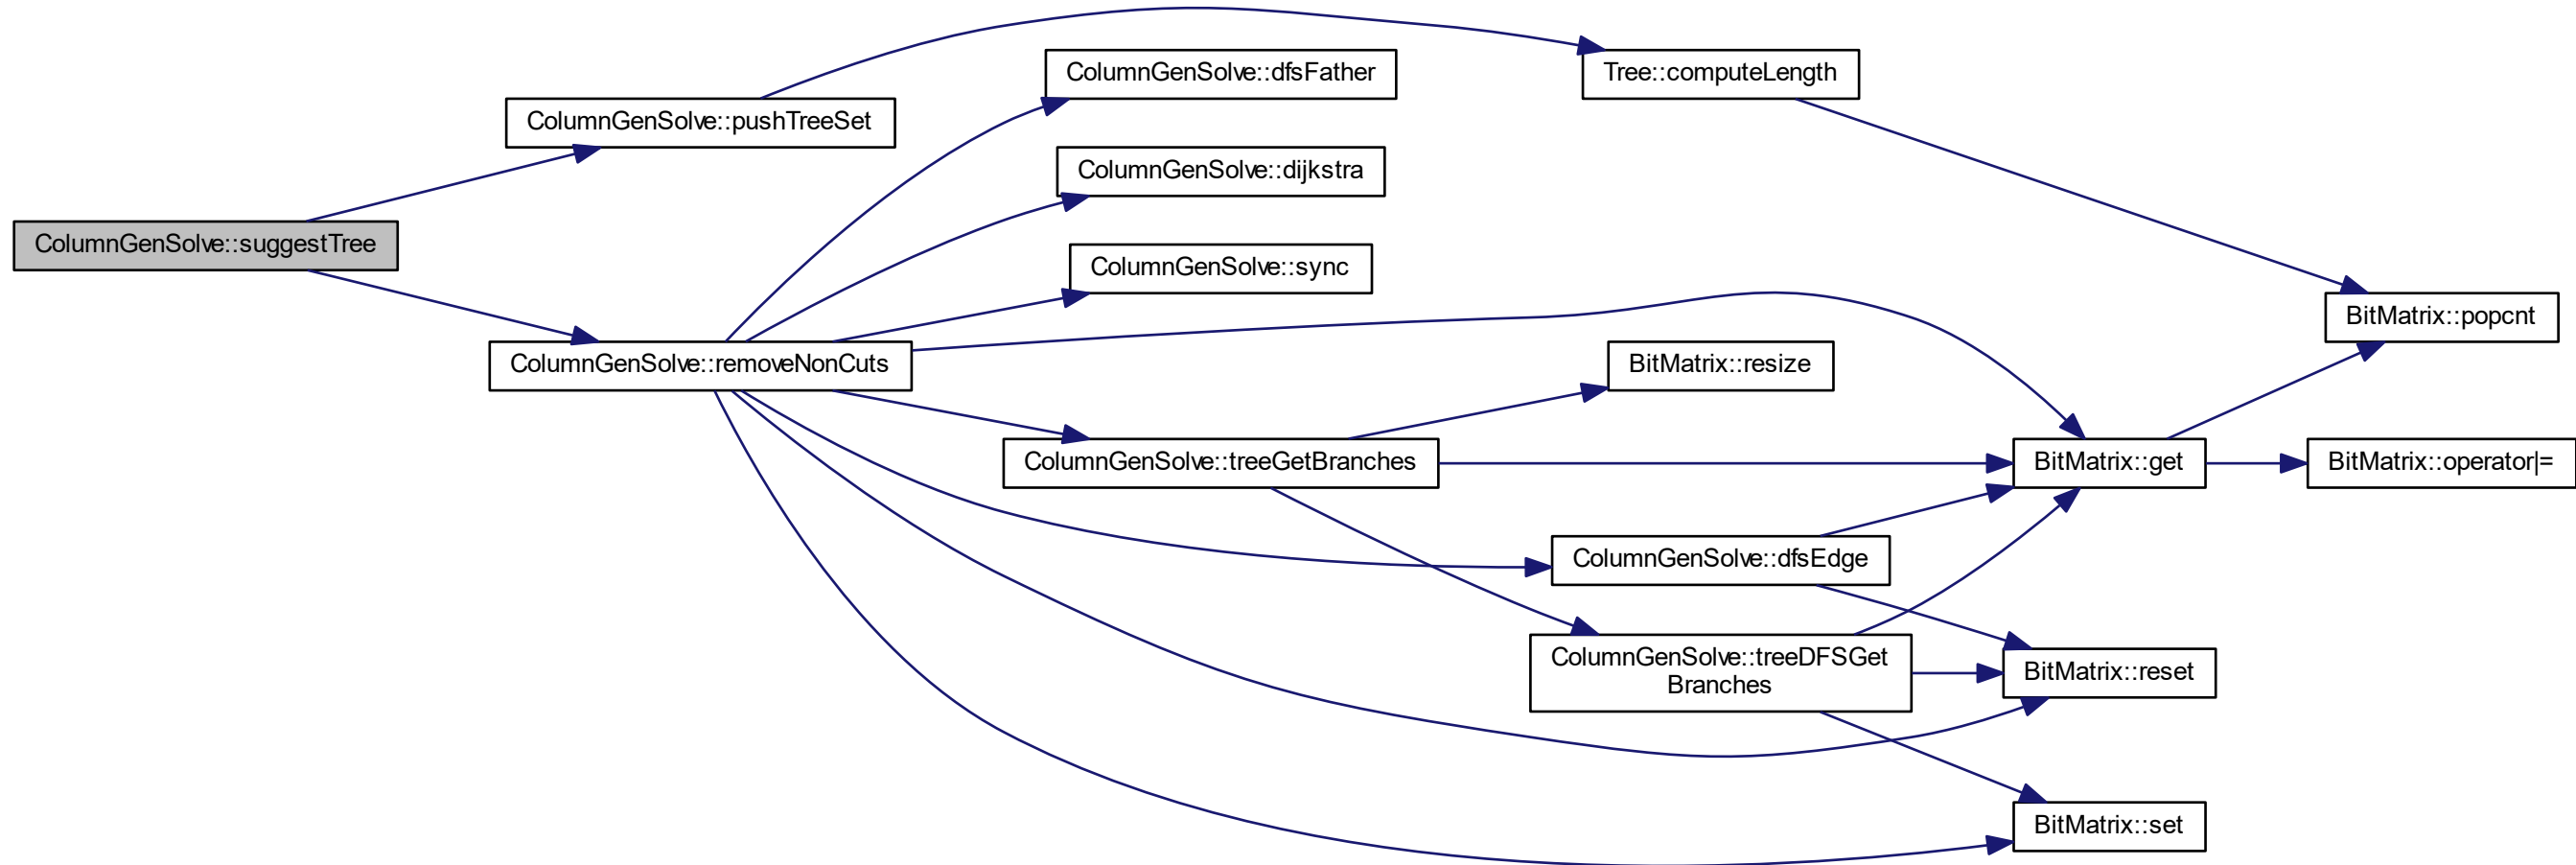 ColumnGenSolve::dfsFather
Tree::computeLength
ColumnGenSolve::pushTreeSet
ColumnGenSolve::dijkstra
ColumnGenSolve::suggestTree
ColumnGenSolve::sync
BitMatrix::popcnt
ColumnGenSolve::removeNonCuts
BitMatrix::resize
ColumnGenSolve::treeGetBranches
BitMatrix::get
BitMatrix::operator|=
ColumnGenSolve::dfsEdge
ColumnGenSolve::treeDFSGet
Branches
BitMatrix::reset
BitMatrix::set